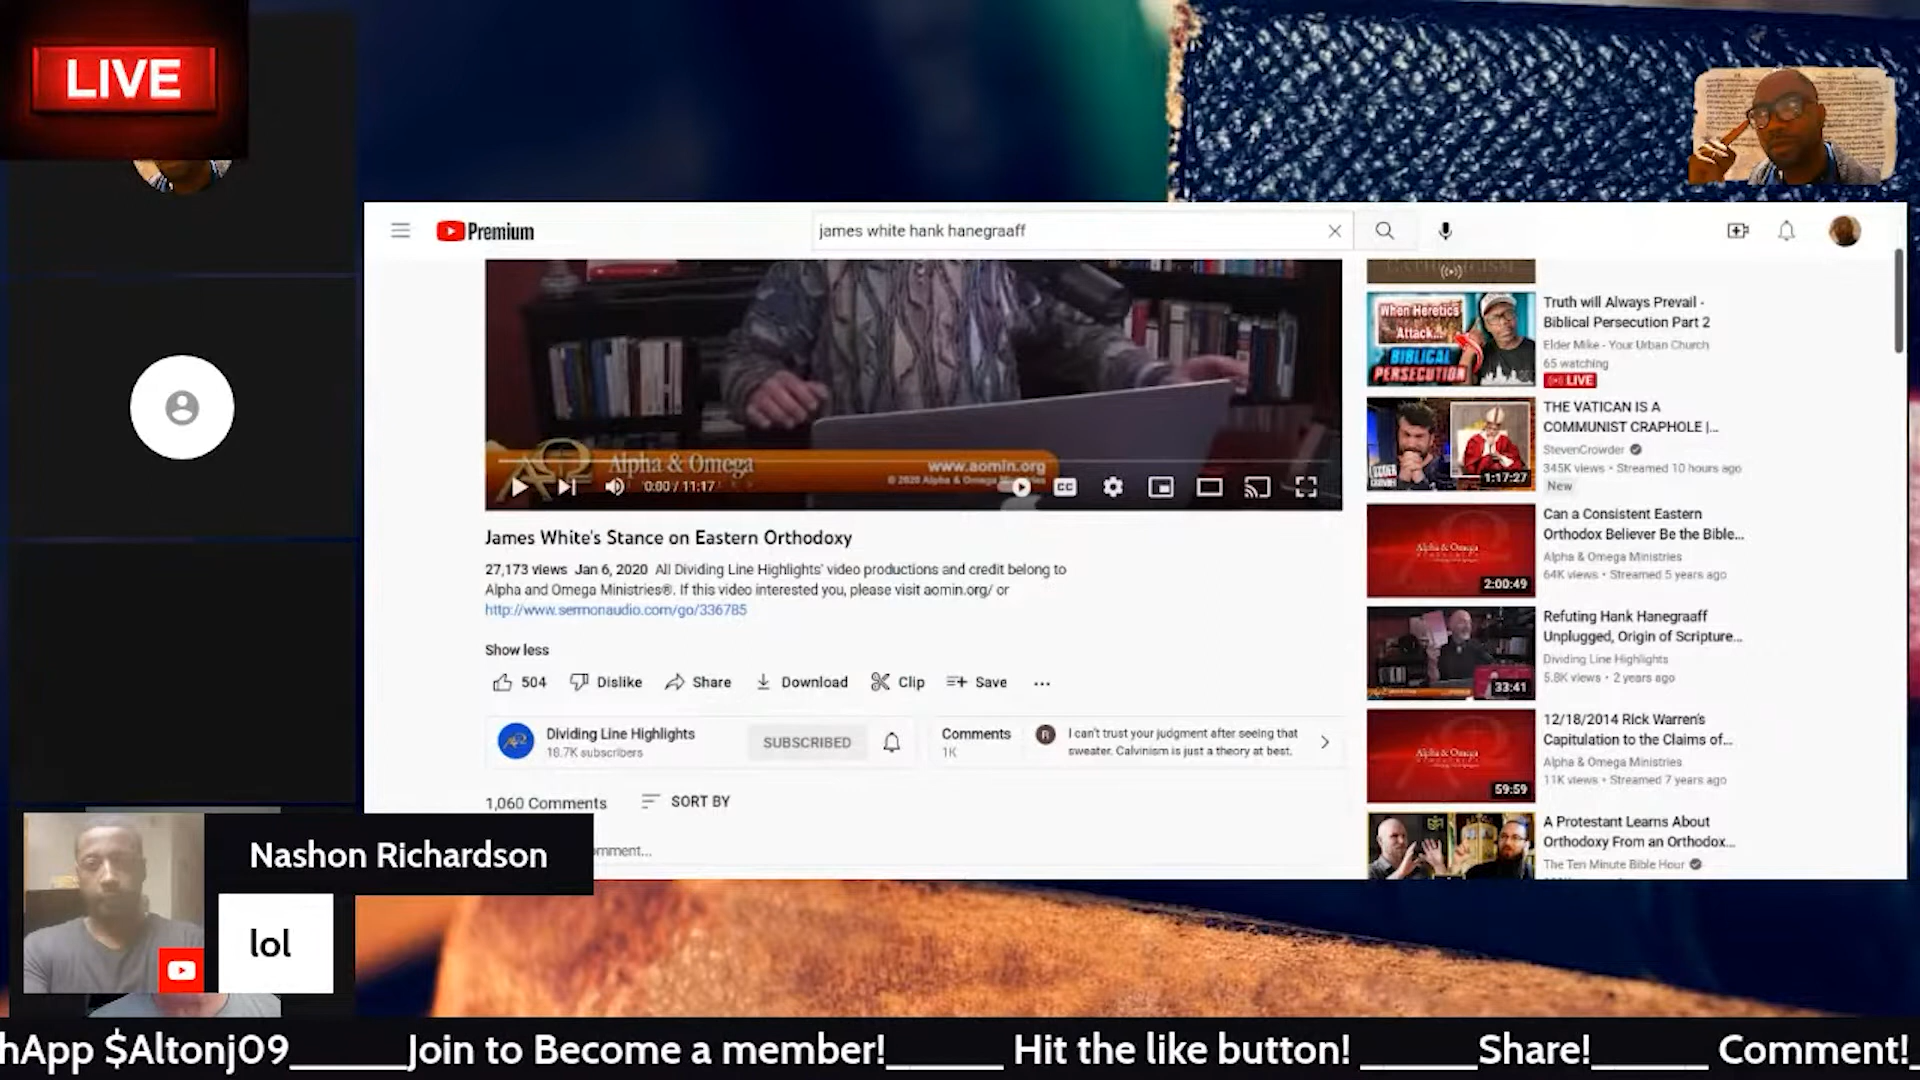 LIVE
Premium
james white hank hanegraaff
Alpha & Omega
www.aomin.org
0:00 / 11:17
CC
James White's Stance on Eastern Orthodoxy
27,173 views Jan 6, 2020 All Dividing Line Highlights' video productions and credit belong to
Alpha and Omega Ministries®. If this video interested you, please visit aomin.org/ or
http://www.sermonaudio.com/go/336785
Show less
504 Dislike Share Download Clip Save ...
Dividing Line Highlights
18.7K subscribers
SUBSCRIBED
Comments
1K
R
I can't trust your judgment after seeing that
sweater. Calvinism is just a theory at best.
1,060 Comments
SORT BY
omment...
When Heretics
Attack...
BIBLICAL
PERSECUTION
Truth will Always Prevail -
Biblical Persecution Part 2
Elder Mike - Your Urban Church
65 watching
LIVE
1:17:27
THE VATICAN IS A
COMMUNIST CRAPHOLE |...
StevenCrowder
345K views • Streamed 10 hours ago
New
Alpha & Omega
2:00:49
Can a Consistent Eastern
Orthodox Believer Be the Bible...
Alpha & Omega Ministries
64K views • Streamed 5 years ago
33:41
Refuting Hank Hanegraaff
Unplugged, Origin of Scripture...
Dividing Line Highlights
5.8K views • 2 years ago
Alpha & Omega
59:59
12/18/2014 Rick Warren's
Capitulation to the Claims of...
Alpha & Omega Ministries
11K views • Streamed 7 years ago
A Protestant Learns About
Orthodoxy From an Orthodox...
The Ten Minute Bible Hour
Nashon Richardson
lol
hApp $Altonj09______Join to Become a member!______ Hit the like button! ______Share!______ Comment!_